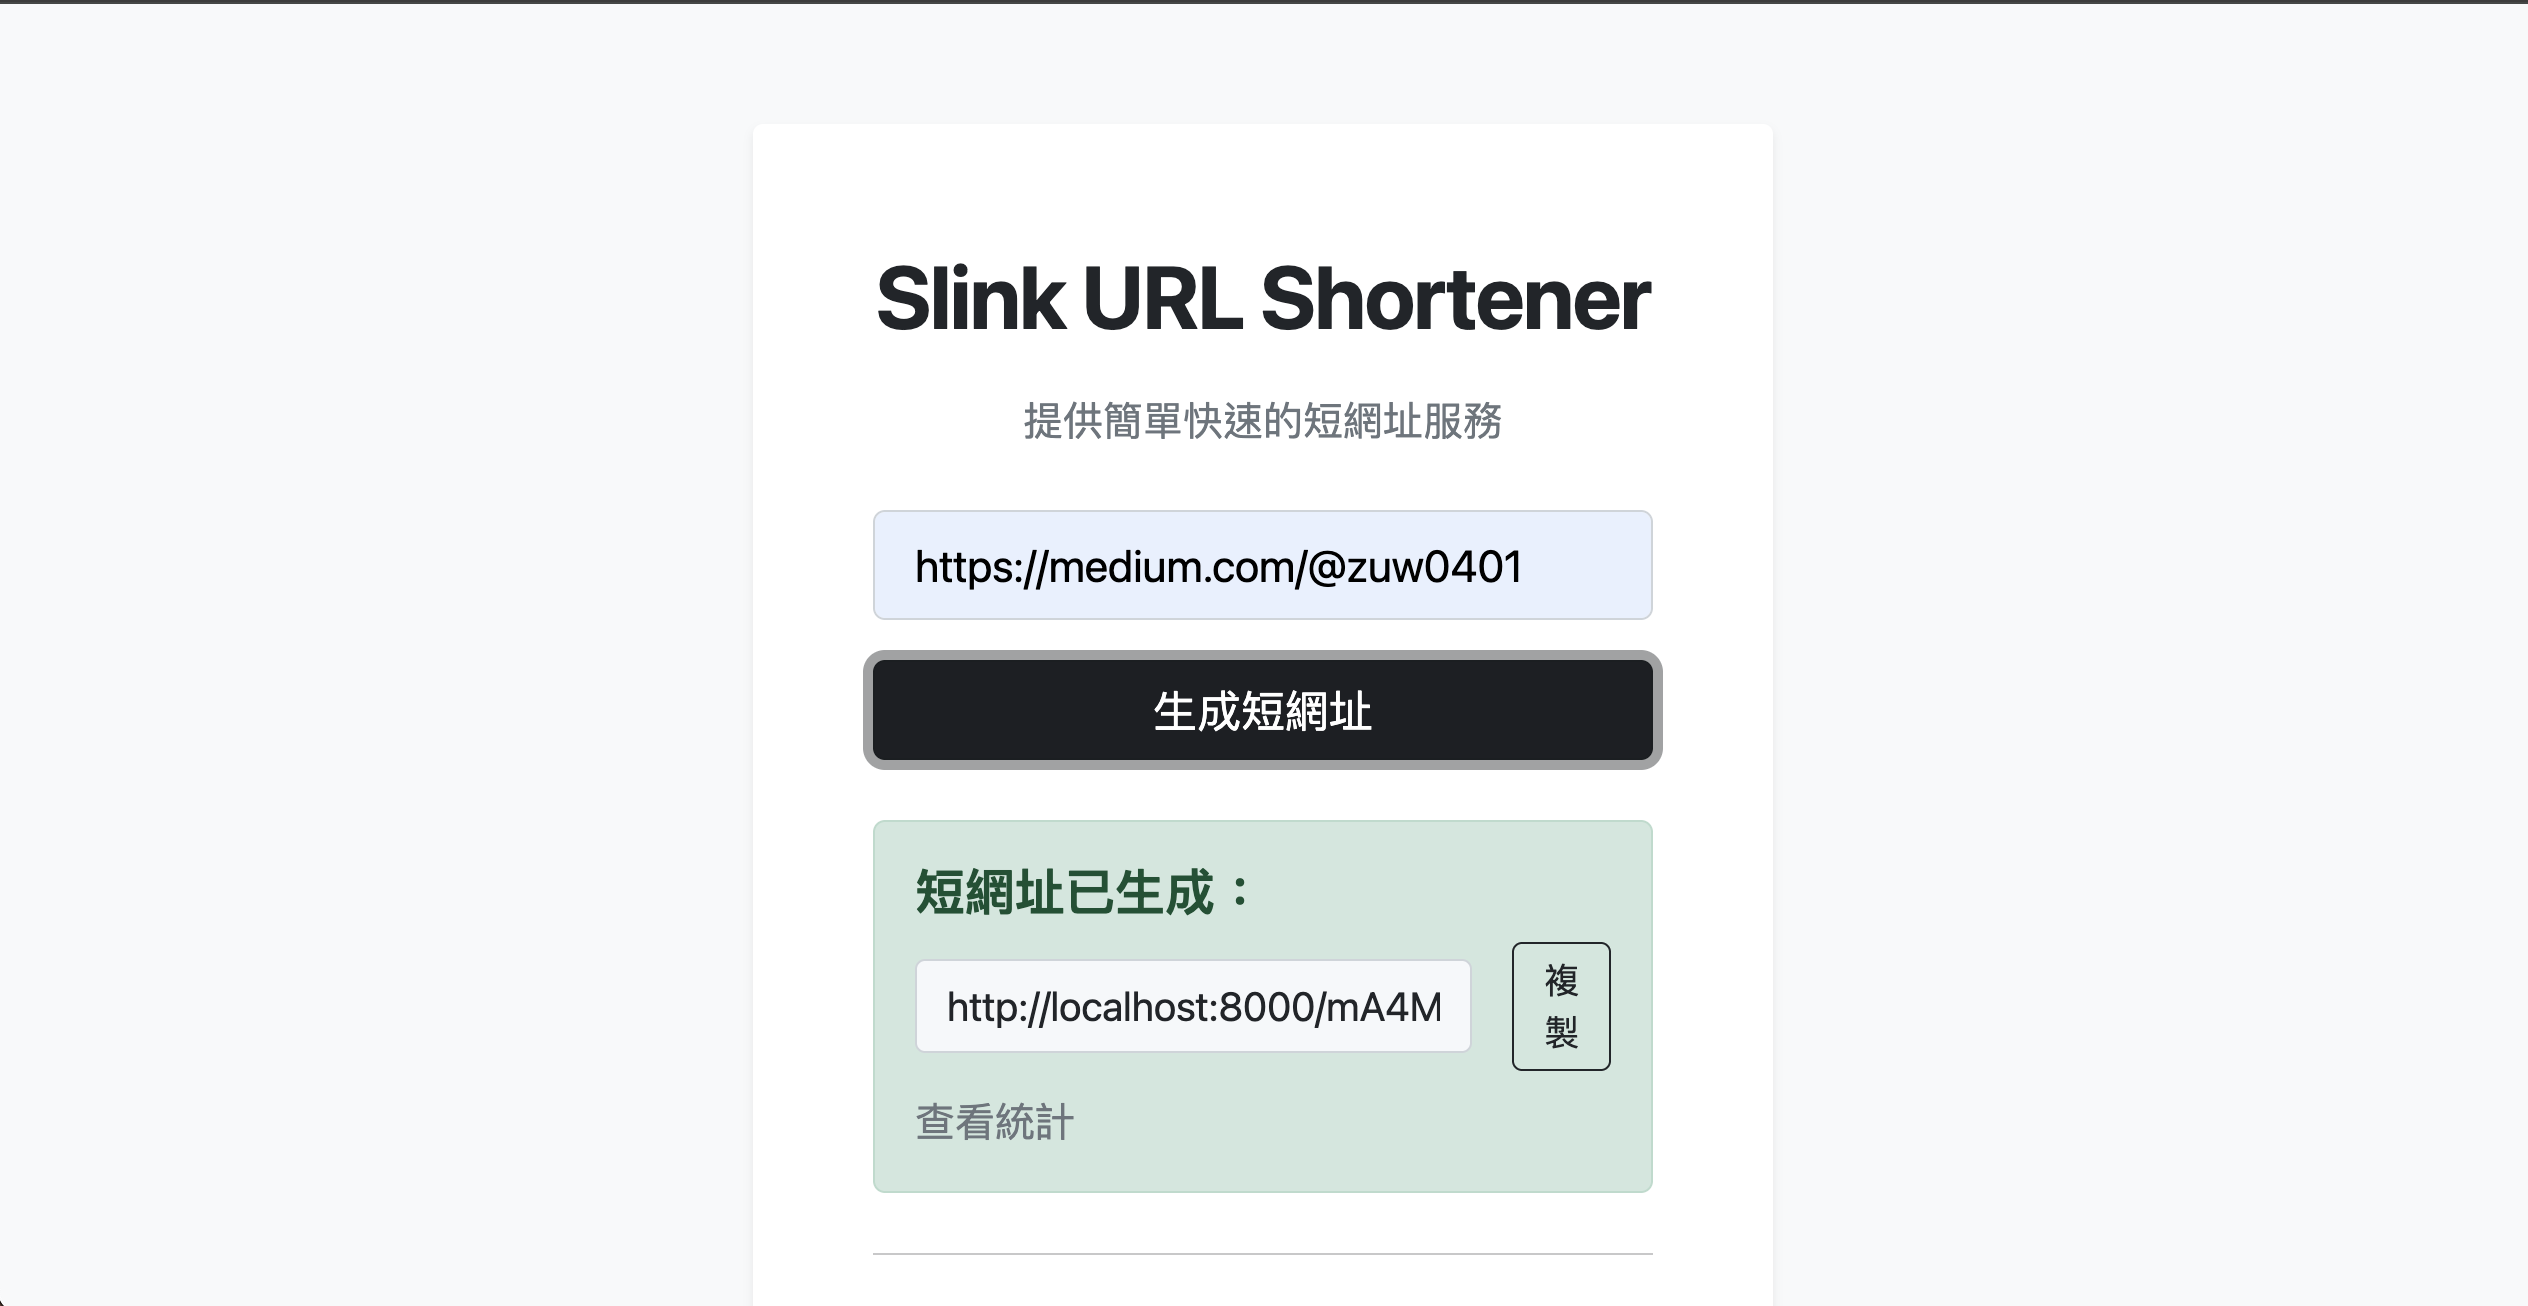 Slink URL Shortener
提供簡單快速的短網址服務
https://medium.com/@zuw0401
生成短網址
短網址已生成：
http://localhost:8000/mA4M
複
製
查看統計